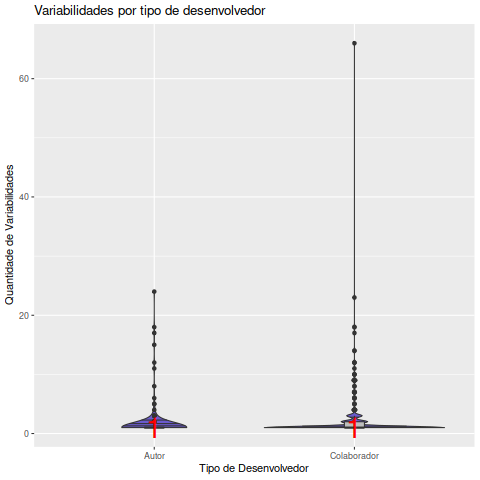 Variabilidades por tipo de desenvolvedor
Quantidade de Variabilidades
60
40
20
0
Autor
Colaborador
Tipo de Desenvolvedor